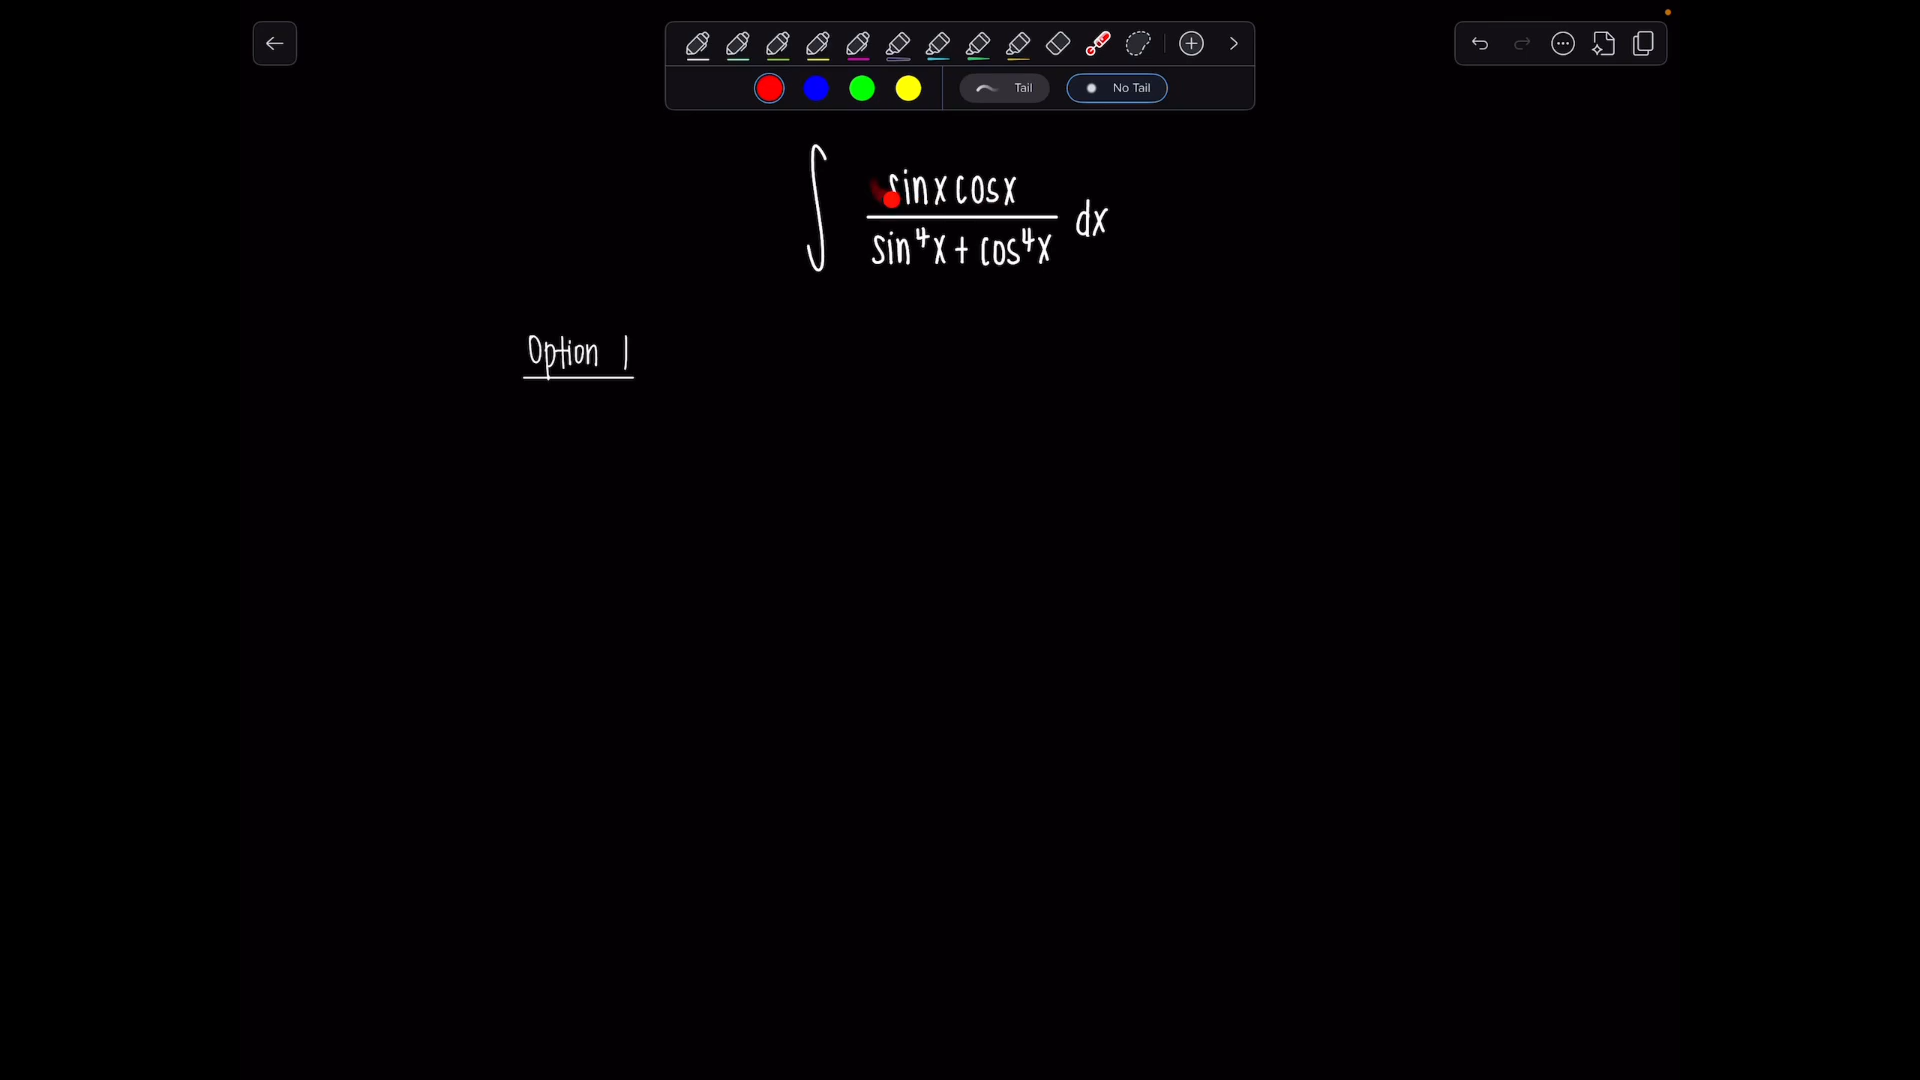 Tail
No Tail
∫ sinx cosx / sin⁴x + cos⁴x dx
Option 1